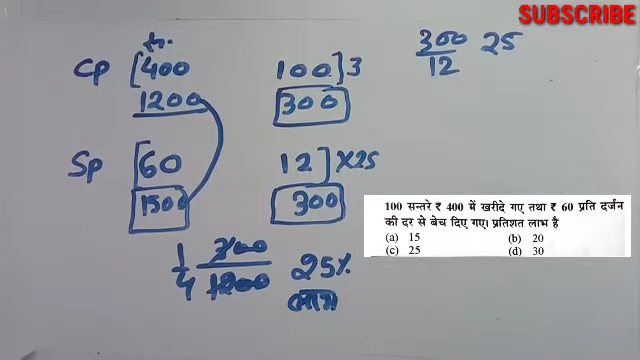 SUBSCRIBE
रू.
CP [400 100]3
1200 300
300/12 25
SP [60 12]×25
1500 300
1/4 300/1200 25%
लाभ
100 सन्तरे ₹ 400 में खरीदे गए तथा ₹ 60 प्रति दर्जन
की दर से बेच दिए गए। प्रतिशत लाभ है
(a) 15 (b) 20
(c) 25 (d) 30